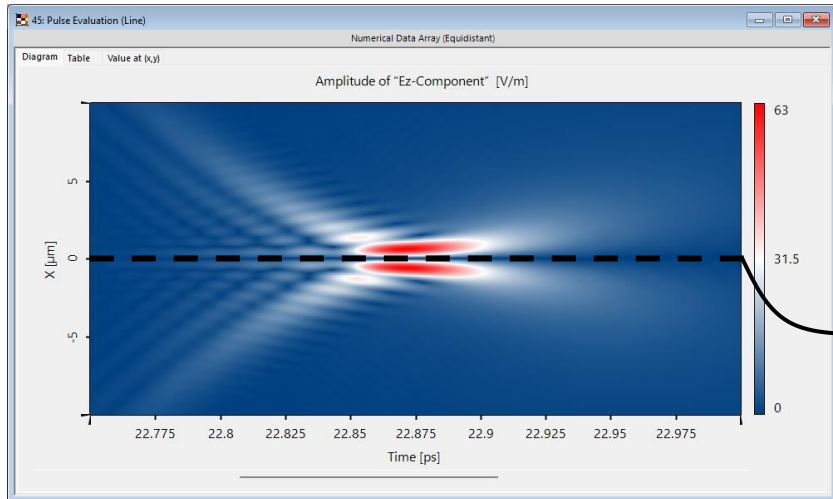 45: Pulse Evaluation (Line)
Numerical Data Array (Equidistant)
Diagram Table Value at (x,y)
Amplitude of "Ez-Component" [V/m]
63
31.5
0
X [µm]
5
0
-5
22.775 22.8 22.825 22.85 22.875 22.9 22.925 22.95 22.975
Time [ps]